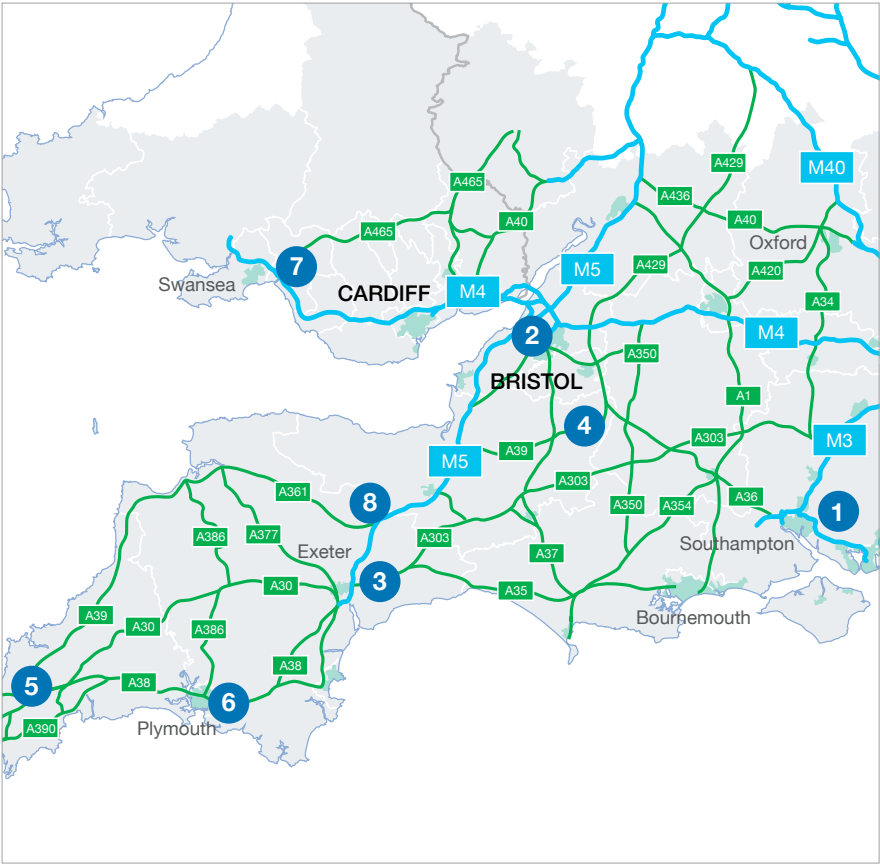 A429
M40
A465
A436
A40
A40
A465
Oxford
7
M5
A429
A420
Swansea
CARDIFF
M4
A34
2
M4
A350
BRISTOL
A1
4
A303
M3
A39
M5
A303
A361
8
A350
A354
A36
1
A386
A377
A303
Southampton
Exeter
A37
3
A30
A35
A39
A30
A386
Bournemouth
A38
5
A38
6
A390
Plymouth